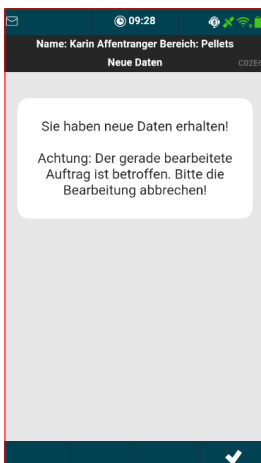 09:28
Name: Karin Affentranger Bereich: Pellets
Neue Daten
C02E6
Sie haben neue Daten erhalten!
Achtung: Der gerade bearbeitete
Auftrag ist betroffen. Bitte die
Bearbeitung abbrechen!